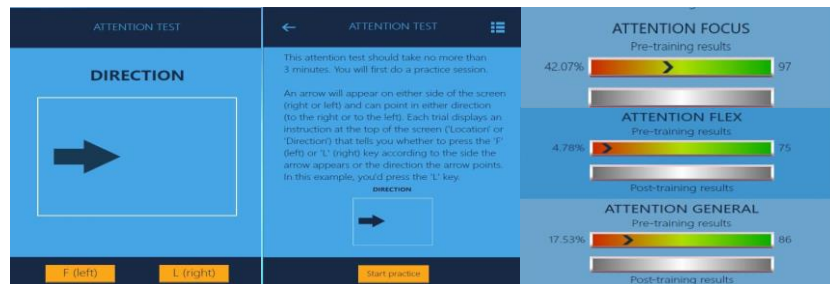 ATTENTION TEST
DIRECTION
F (left)
L (right)
ATTENTION TEST
This attention test should take no more than
3 minutes. You will first do a practice session.
An arrow will appear on either side of the screen
(right or left) and can point in either direction
(to the right or to the left). Each trial displays an
instruction at the top of the screen ('Location' or
'Direction') that tells you whether to press the 'F'
(left) or 'L' (right) key according to the side the
arrow appears or the direction the arrow points.
In this example, you'd press the 'L' key.
DIRECTION
Start practice
ATTENTION FOCUS
Pre-training results
42.07%
97
ATTENTION FLEX
Pre-training results
4.78%
75
Post-training results
ATTENTION GENERAL
Pre-training results
17.53%
86
Post-training results